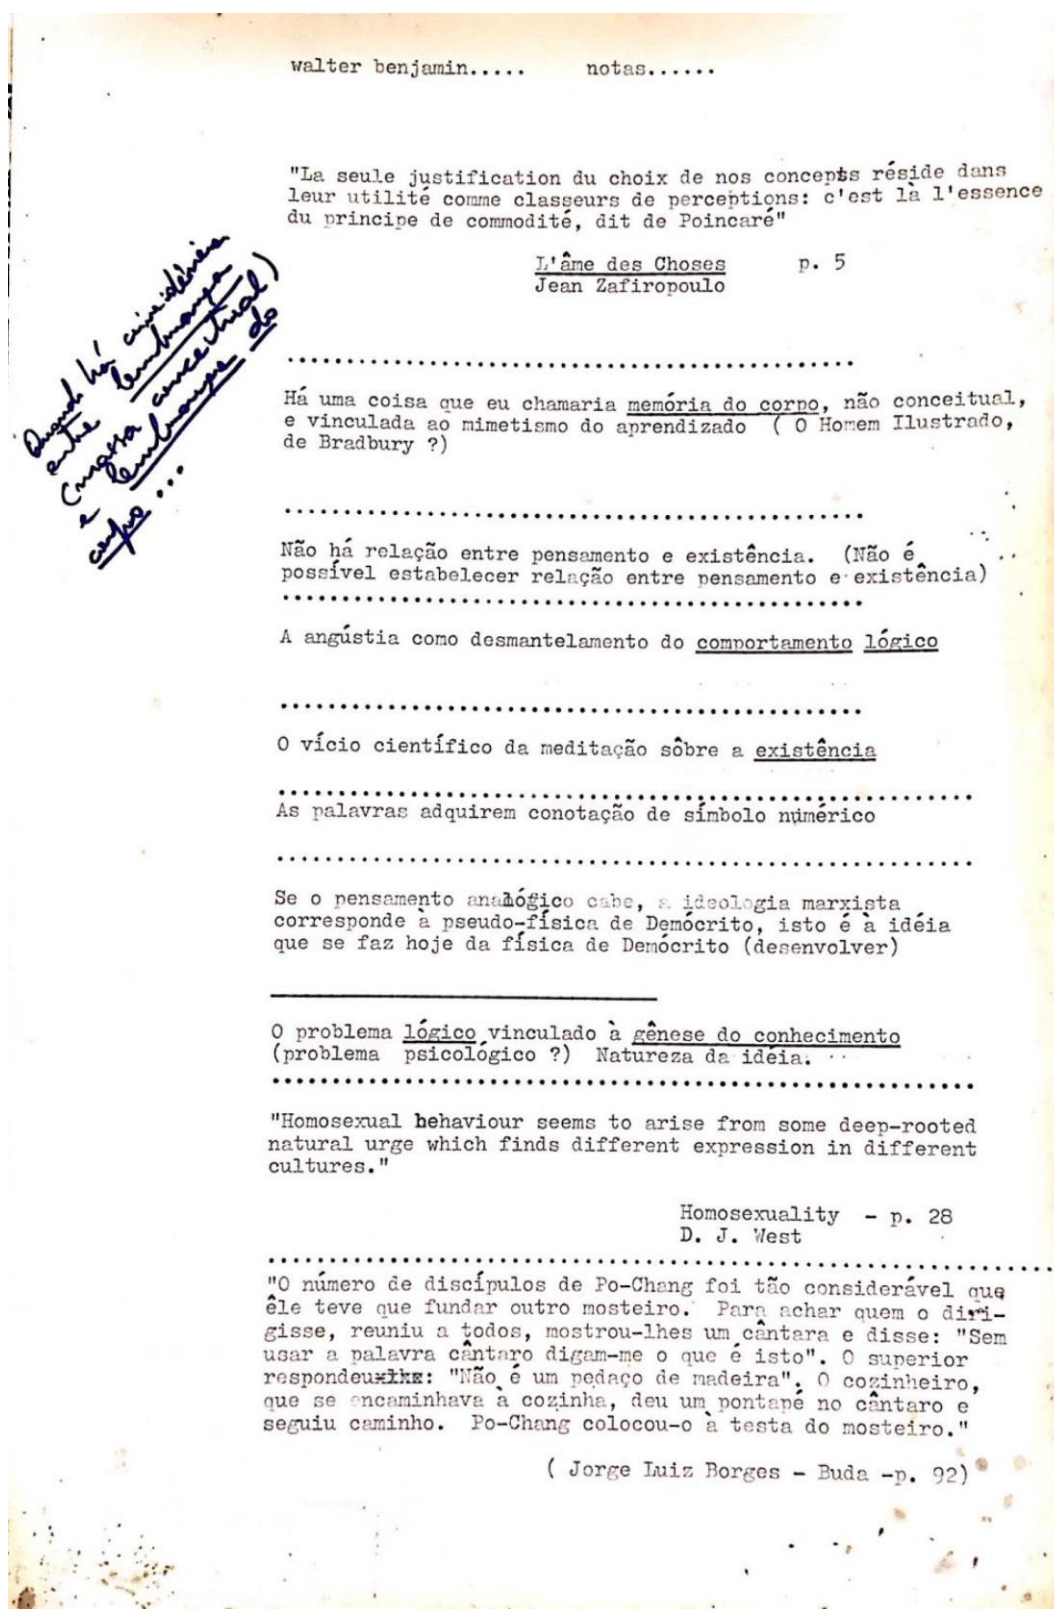 walter benjamin..... notas......
"La seule justification du choix de nos concepts réside dans
leur utilité comme classeurs de perceptions: c'est là l'essence
du principe de commodité, dit de Poincaré"
L'âme des Choses p. 5
Jean Zafiropoulo
Quando há coincidência
entre lembrança
(massa conceitual)
e lembrança do
corpo ...
................................................
Há uma coisa que eu chamaria memória do corpo, não conceitual,
e vinculada ao mimetismo do aprendizado ( O Homem Ilustrado,
de Bradbury ?)
.................................................
Não há relação entre pensamento e existência. (Não é
possível estabelecer relação entre pensamento e existência)
.................................................
A angústia como desmantelamento do comportamento lógico
.................................................
O vício científico da meditação sôbre a existência
...........................................................
As palavras adquirem conotação de símbolo numérico
...........................................................
Se o pensamento analógico cabe, a ideologia marxista
corresponde à pseudo-física de Demócrito, isto é à idéia
que se faz hoje da física de Demócrito (desenvolver)
O problema lógico vinculado à gênese do conhecimento
(problema psicológico ?) Natureza da idéia.
...........................................................
"Homosexual behaviour seems to arise from some deep-rooted
natural urge which finds different expression in different
cultures."
Homosexuality - p. 28
D. J. West
..................................................................
"O número de discípulos de Po-Chang foi tão considerável que
êle teve que fundar outro mosteiro. Para achar quem o diri-
gisse, reuniu a todos, mostrou-lhes um cântara e disse: "Sem
usar a palavra cântaro digam-me o que é isto". O superior
respondeu: "Não é um pedaço de madeira". O cozinheiro,
que se encaminhava à cozinha, deu um pontapé no cântaro e
seguiu caminho. Po-Chang colocou-o à testa do mosteiro."
( Jorge Luiz Borges - Buda -p. 92)